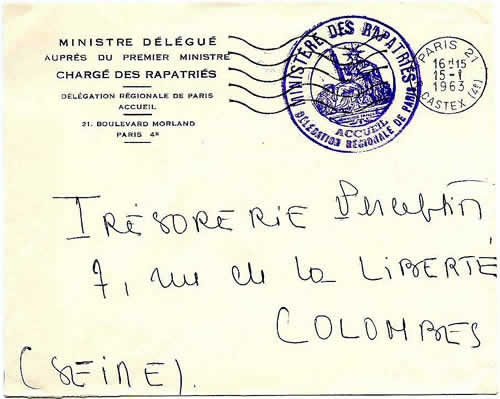 MINISTRE DÉLÉGUÉ
AUPRÈS DU PREMIER MINISTRE
CHARGÉ DES RAPATRIÉS
DÉLÉGATION RÉGIONALE DE PARIS
ACCUEIL
21. BOULEVARD MORLAND
PARIS 4e
MINISTÈRE DES RAPATRIÉS
ACCUEIL
DÉLÉGATION RÉGIONALE DE PARIS
PARIS 21
16H15
15-1
1963
CASTEX (4E)
TRÉSORERIE Perception
7, rue de la LIBERTÉ
COLOMBES
(SEINE).